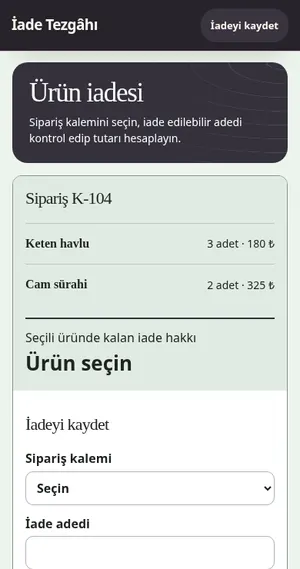 İade Tezgâhı
İadeyi kaydet
Ürün iadesi
Sipariş kalemini seçin, iade edilebilir adedi
kontrol edip tutarı hesaplayın.
Sipariş K-104
Keten havlu 3 adet · 180 ₺
Cam sürahi 2 adet · 325 ₺
Seçili üründe kalan iade hakkı
Ürün seçin
İadeyi kaydet
Sipariş kalemi
Seçin
İade adedi